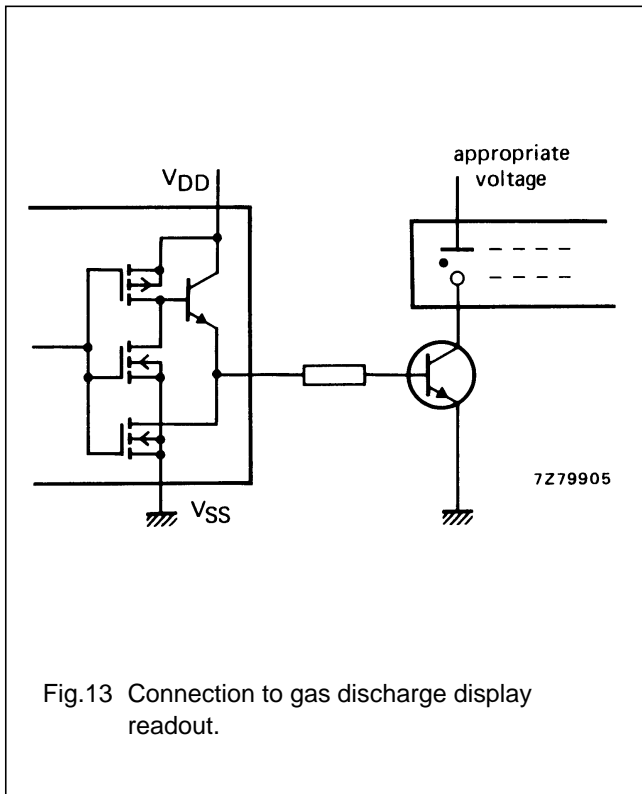 appropriate
voltage
VDD
7Z79905
VSS
Fig.13 Connection to gas discharge display
readout.